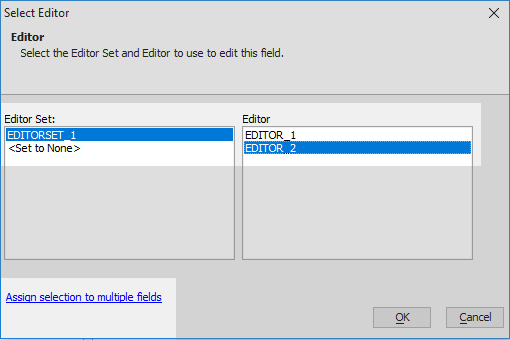 Select Editor
Editor
Select the Editor Set and Editor to use to edit this field.
Editor Set:
Editor
EDITORSET_1
<Set to None>
EDITOR_1
EDITOR_2
Assign selection to multiple fields
OK
Cancel